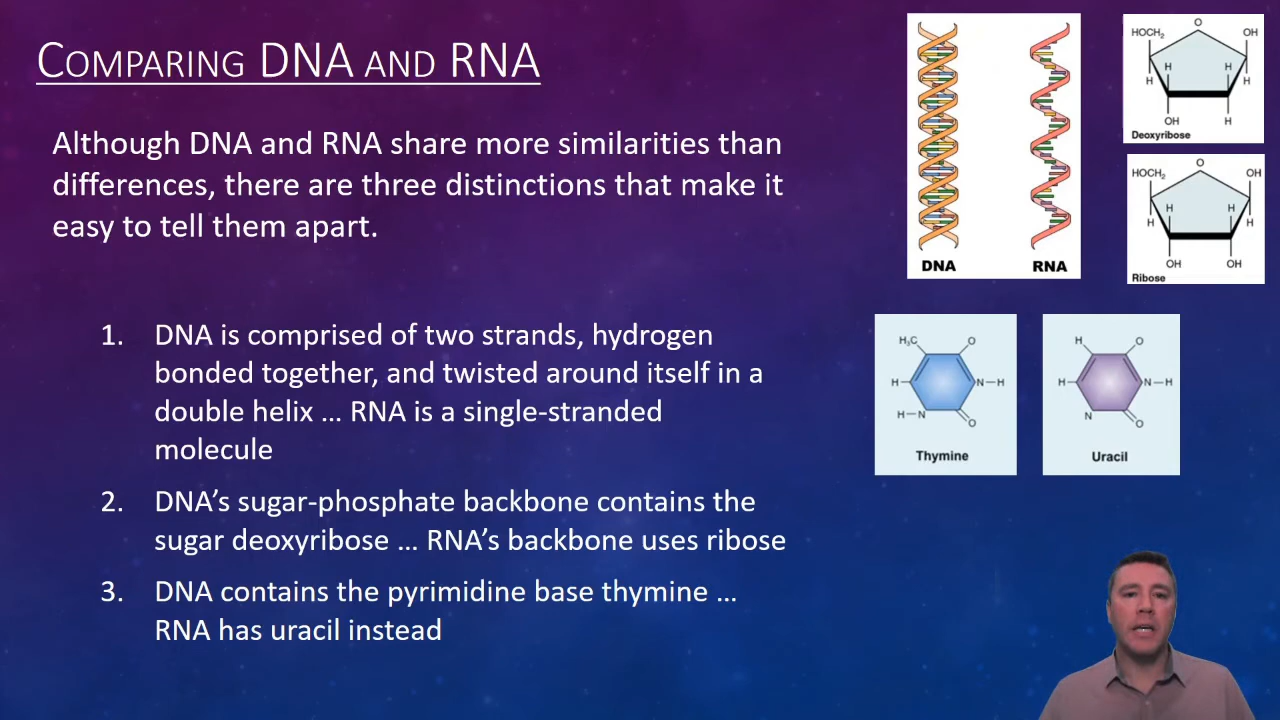 COMPARING DNA AND RNA
Although DNA and RNA share more similarities than
differences, there are three distinctions that make it
easy to tell them apart.
1. DNA is comprised of two strands, hydrogen
bonded together, and twisted around itself in a
double helix … RNA is a single-stranded
molecule
2. DNA’s sugar-phosphate backbone contains the
sugar deoxyribose … RNA’s backbone uses ribose
3. DNA contains the pyrimidine base thymine …
RNA has uracil instead
DNA RNA
O
HOCH₂ OH
H H
H H
OH H
Deoxyribose
O
HOCH₂ OH
H H
H H
OH OH
Ribose
H₃C O
H N—H
H—N O
Thymine
H O
H N—H
N O
Uracil